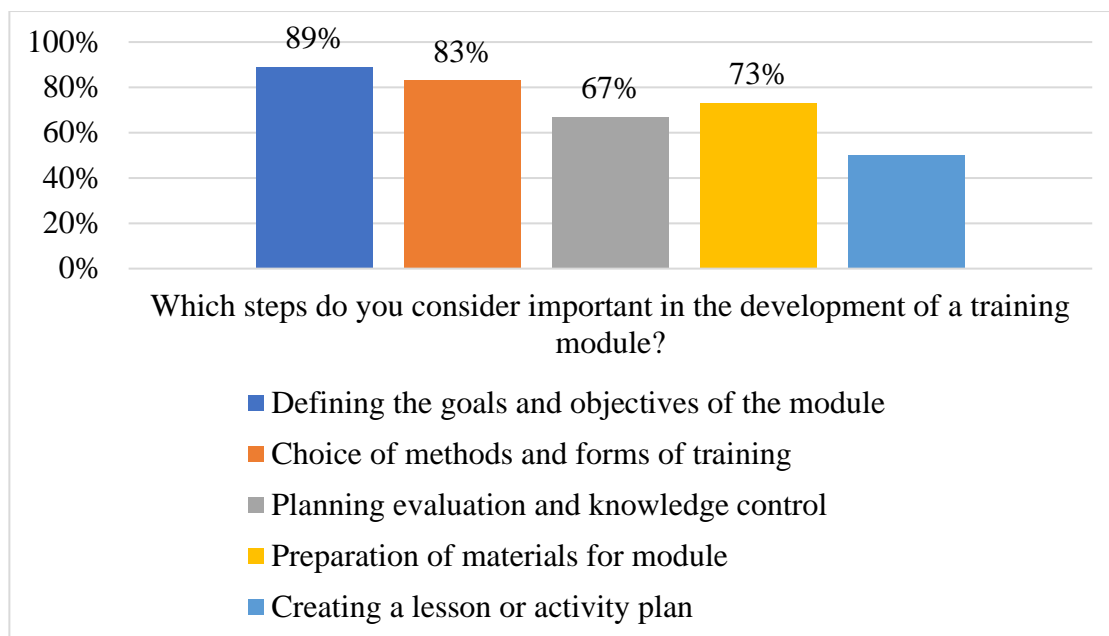 100%
80%
60%
40%
20%
0%
89%
83%
67%
73%
Which steps do you consider important in the development of a training
module?
Defining the goals and objectives of the module
Choice of methods and forms of training
Planning evaluation and knowledge control
Preparation of materials for module
Creating a lesson or activity plan